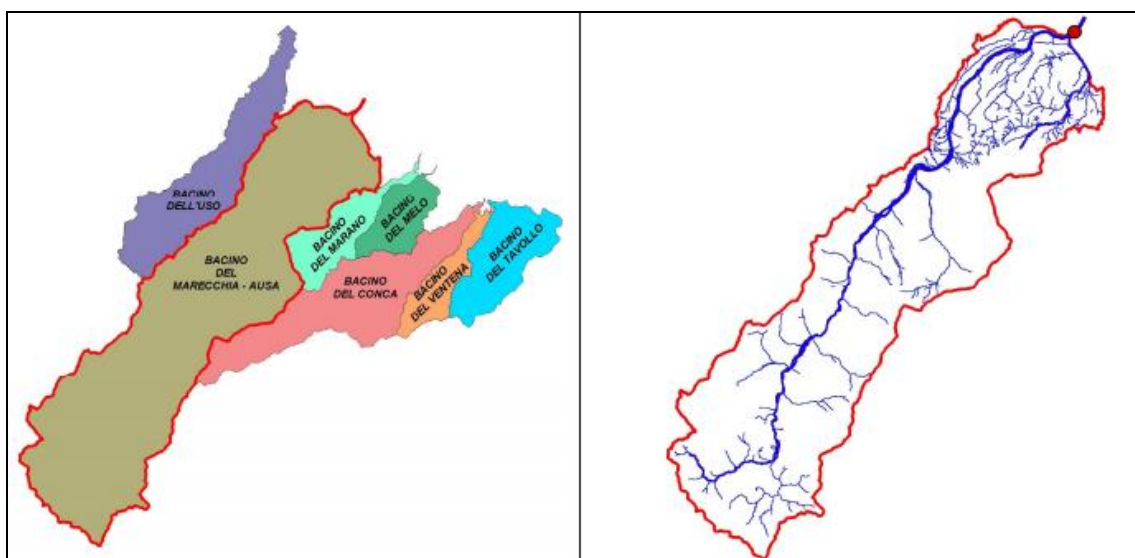 BACINO
DELL'USO
BACINO
DEL
MARECCHIA - AUSA
BACINO
DEL MARANO
BACINO
DEL MELO
BACINO
DEL CONCA
BACINO
DEL VENTENA
BACINO
DEL TAVOLLO